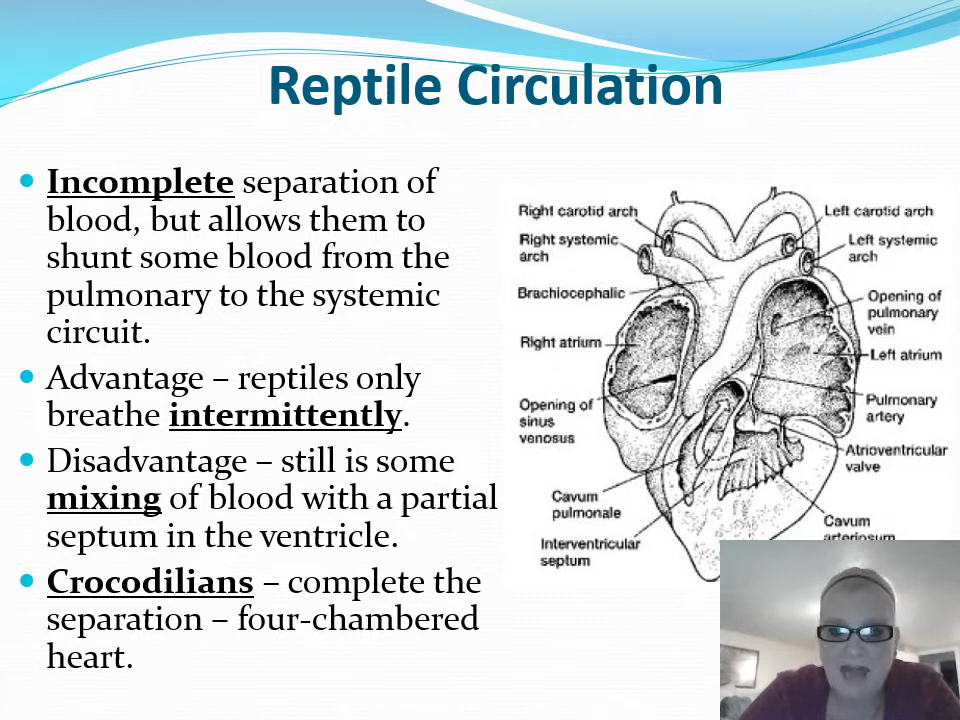 Reptile Circulation
Incomplete separation of
blood, but allows them to
shunt some blood from the
pulmonary to the systemic
circuit.
Advantage – reptiles only
breathe intermittently.
Disadvantage – still is some
mixing of blood with a partial
septum in the ventricle.
Crocodilians – complete the
separation – four-chambered
heart.
Right carotid arch
Right systemic
arch
Brachiocephalic
Right atrium
Opening of
sinus
venosus
Cavum
pulmonale
Interventricular
septum
Left carotid arch
Left systemic
arch
Opening of
pulmonary
vein
Left atrium
Pulmonary
artery
Atrioventricular
valve
Cavum
arteriosum